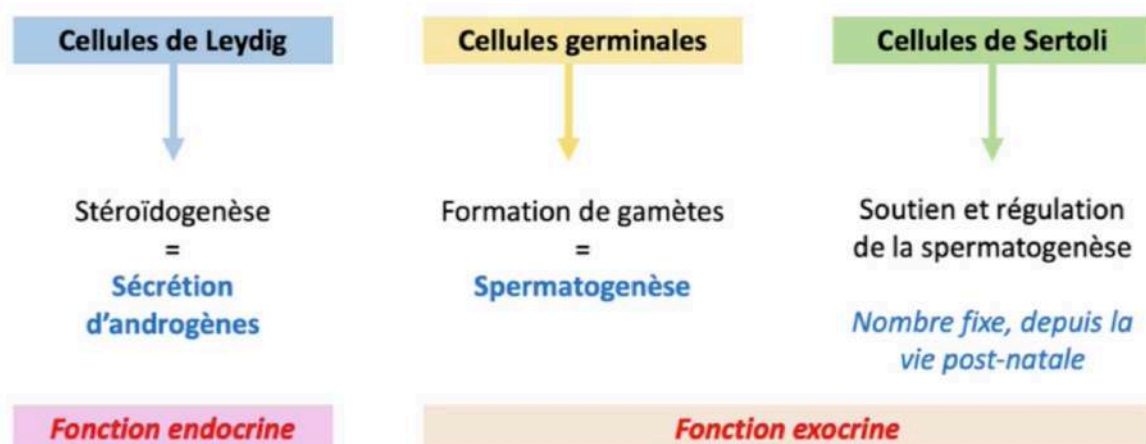 Cellules de Leydig
Stéroïdogenèse
=
Sécrétion
d'androgènes
Fonction endocrine
Cellules germinales
Formation de gamètes
=
Spermatogenèse
Cellules de Sertoli
Soutien et régulation
de la spermatogenèse
Nombre fixe, depuis la
vie post-natale
Fonction exocrine